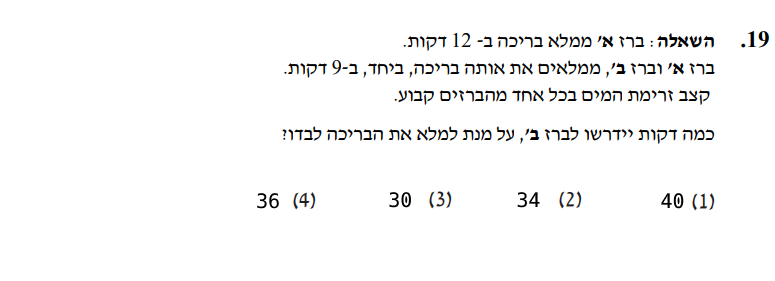 19. השאלה: ברז א׳ ממלא בריכה ב- 12 דקות.
ברז א׳ וברז ב׳, ממלאים את אותה בריכה, ביחד, ב-9 דקות.
קצב זרימת המים בכל אחד מהברזים קבוע.
כמה דקות יידרשו לברז ב׳, על מנת למלא את הבריכה לבדו?
(1) 40 (2) 34 (3) 30 (4) 36